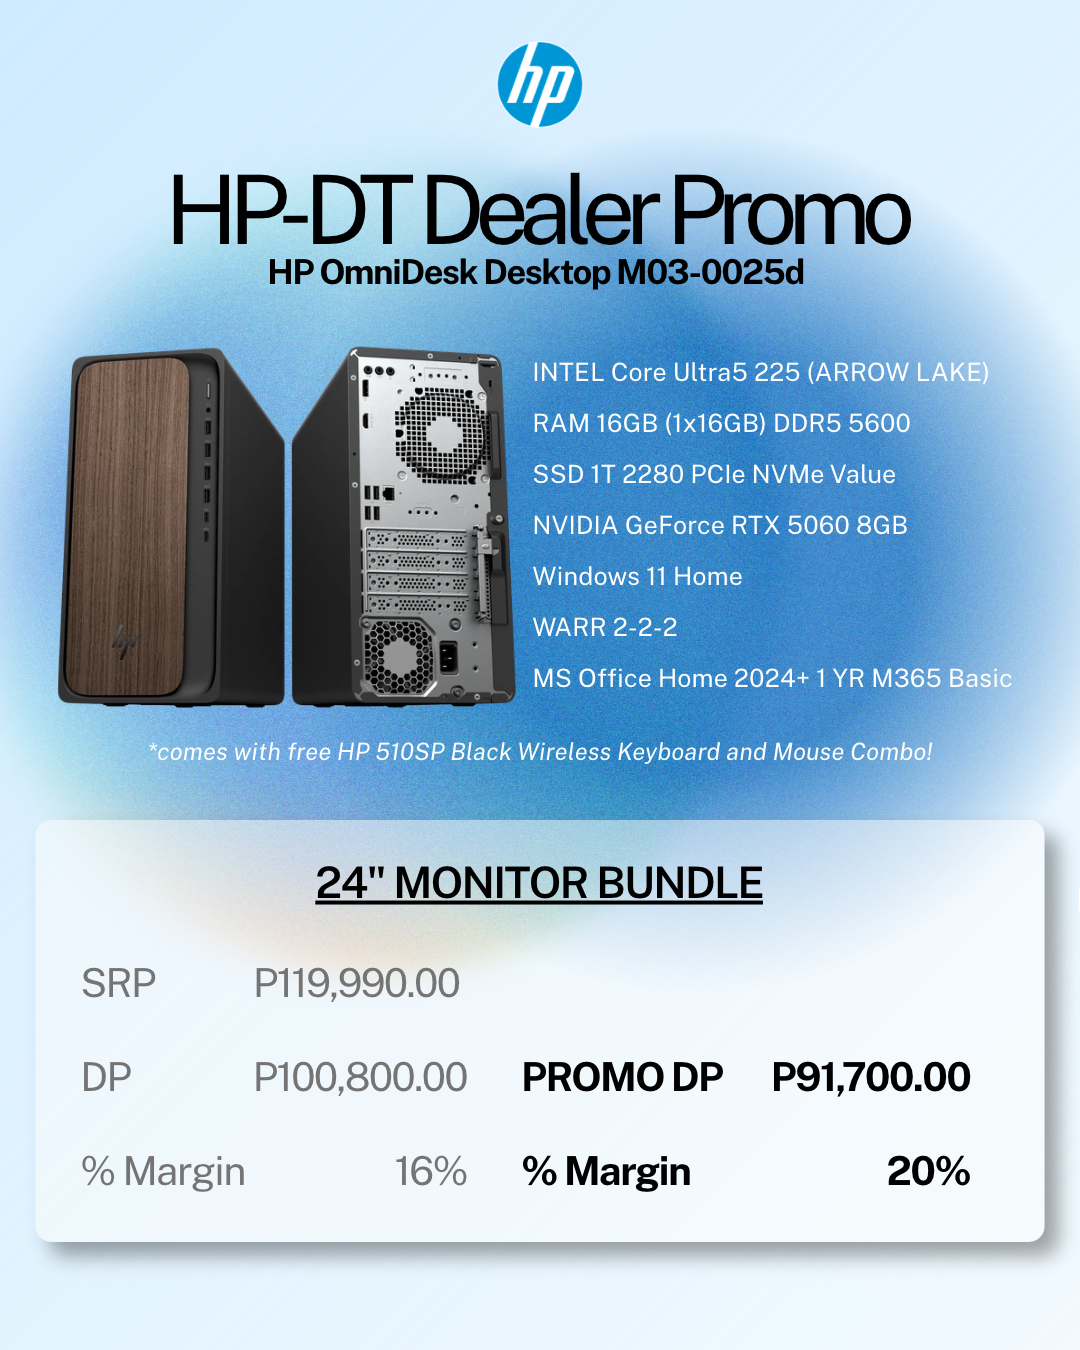 hp
HP-DT Dealer Promo
HP OmniDesk Desktop M03-0025d
INTEL Core Ultra5 225 (ARROW LAKE)
RAM 16GB (1x16GB) DDR5 5600
SSD 1T 2280 PCIe NVMe Value
NVIDIA GeForce RTX 5060 8GB
Windows 11 Home
WARR 2-2-2
MS Office Home 2024+ 1 YR M365 Basic
hp
*comes with free HP 510SP Black Wireless Keyboard and Mouse Combo!
24" MONITOR BUNDLE
SRP P119,990.00
DP P100,800.00 PROMO DP P91,700.00
% Margin 16% % Margin 20%